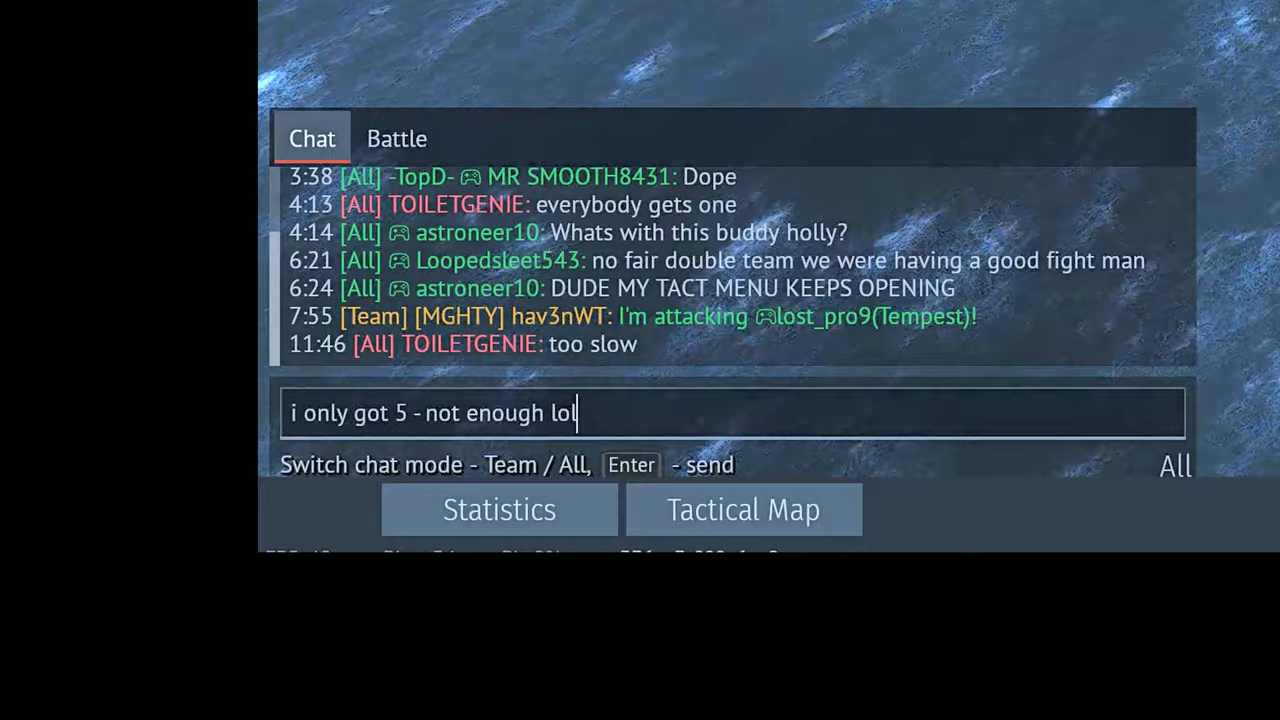 Chat Battle
3:38 [All] -TopD- MR SMOOTH8431: Dope
4:13 [All] TOILETGENIE: everybody gets one
4:14 [All] astroneer10: Whats with this buddy holly?
6:21 [All] Loopedsleet543: no fair double team we were having a good fight man
6:24 [All] astroneer10: DUDE MY TACT MENU KEEPS OPENING
7:55 [Team] [MGHTY] hav3nWT: I'm attacking lost_pro9(Tempest)!
11:46 [All] TOILETGENIE: too slow
i only got 5 - not enough lol
Switch chat mode - Team / All, Enter - send All
Statistics Tactical Map